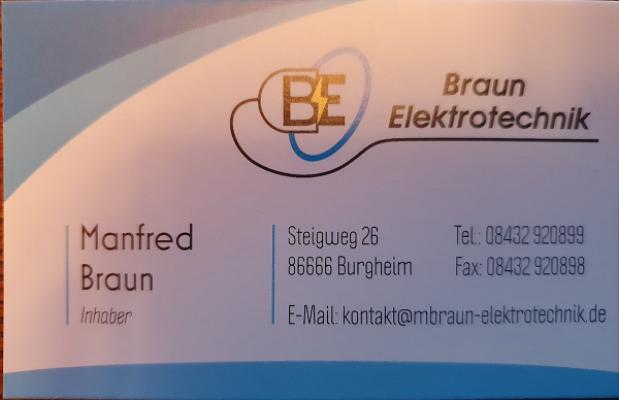 BE
Braun
Elektrotechnik
Manfred
Braun
Inhaber
Steigweg 26
86666 Burgheim
Tel.: 08432 920899
Fax: 08432 920898
E-Mail: kontakt@mbraun-elektrotechnik.de